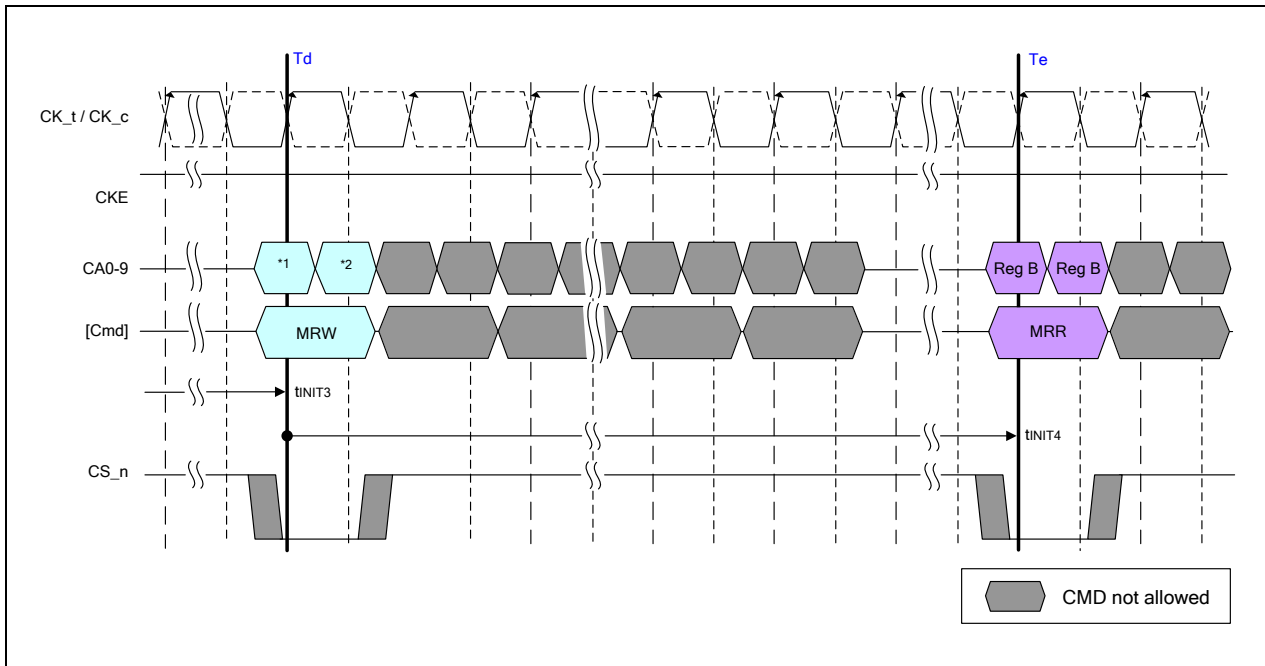 Td Te
CK_t / CK_c
CKE
CA0-9 *1 *2 Reg B Reg B
[Cmd] MRW MRR
tINIT3
tINIT4
CS_n
CMD not allowed